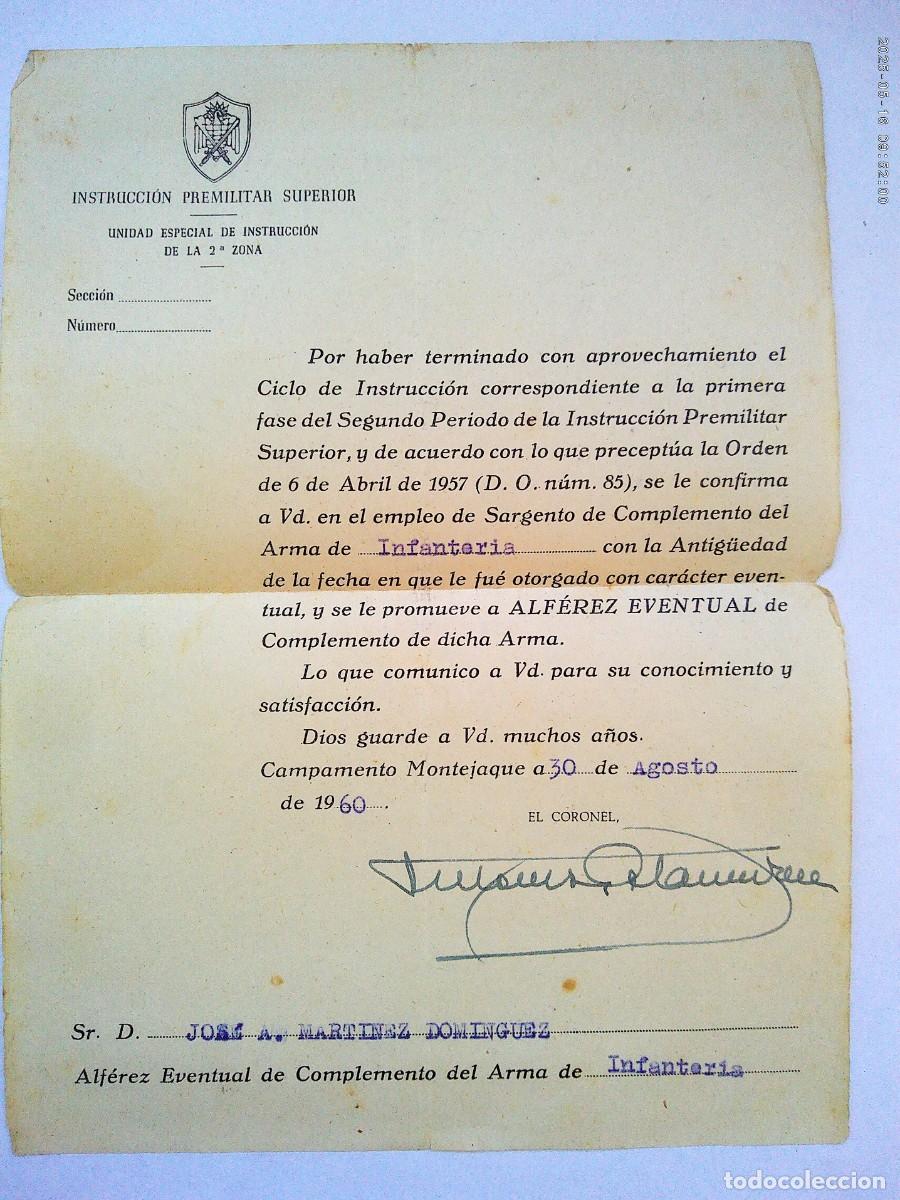 2025-05-16 09:52:00
INSTRUCCIÓN PREMILITAR SUPERIOR
UNIDAD ESPECIAL DE INSTRUCCIÓN
DE LA 2ª ZONA
Sección
Número
Por haber terminado con aprovechamiento el
Ciclo de Instrucción correspondiente a la primera
fase del Segundo Periodo de la Instrucción Premilitar
Superior, y de acuerdo con lo que preceptúa la Orden
de 6 de Abril de 1957 (D. O. núm. 85), se le confirma
a Vd. en el empleo de Sargento de Complemento del
Arma de Infanteria con la Antigüedad
de la fecha en que le fué otorgado con carácter even-
tual, y se le promueve a ALFÉREZ EVENTUAL de
Complemento de dicha Arma.
Lo que comunico a Vd. para su conocimiento y
satisfacción.
Dios guarde a Vd. muchos años.
Campamento Montejaque a 30 de Agosto
de 1960.
EL CORONEL,
Sr. D. JOSÉ A. MARTINEZ DOMINGUEZ
Alférez Eventual de Complemento del Arma de Infanteria
todocoleccion